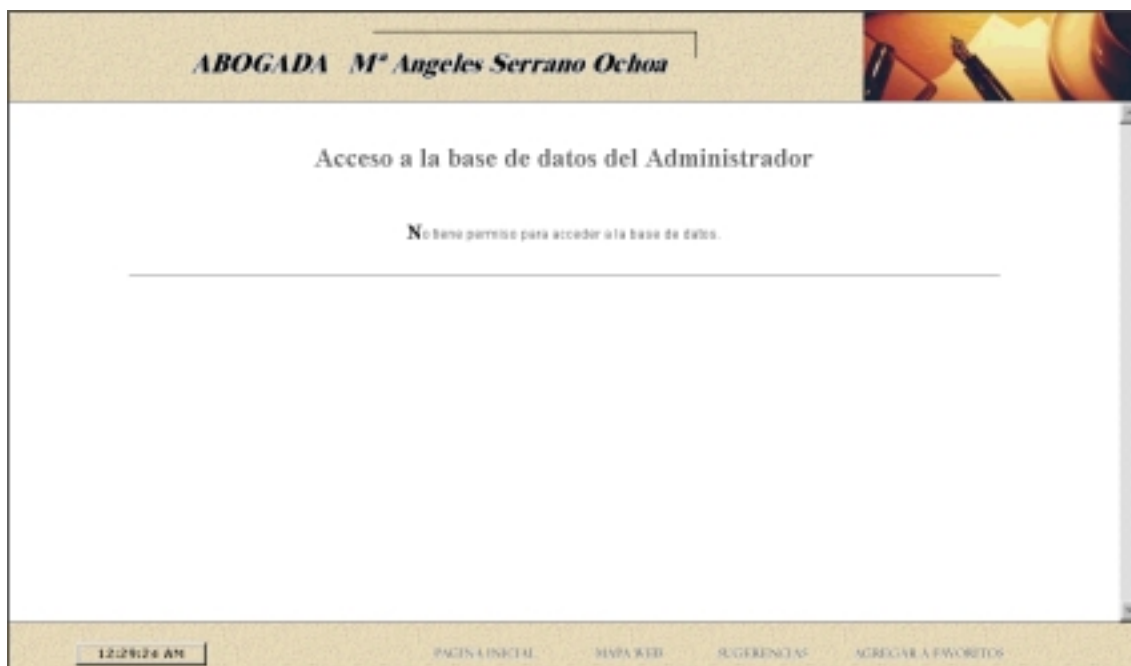 ABOGADA Mª Angeles Serrano Ochoa
Acceso a la base de datos del Administrador
No tiene permiso para acceder a la base de datos.
12:29:24 AM PAGINA INICIAL MAPA WEB SUGERENCIAS AGREGAR A FAVORITOS